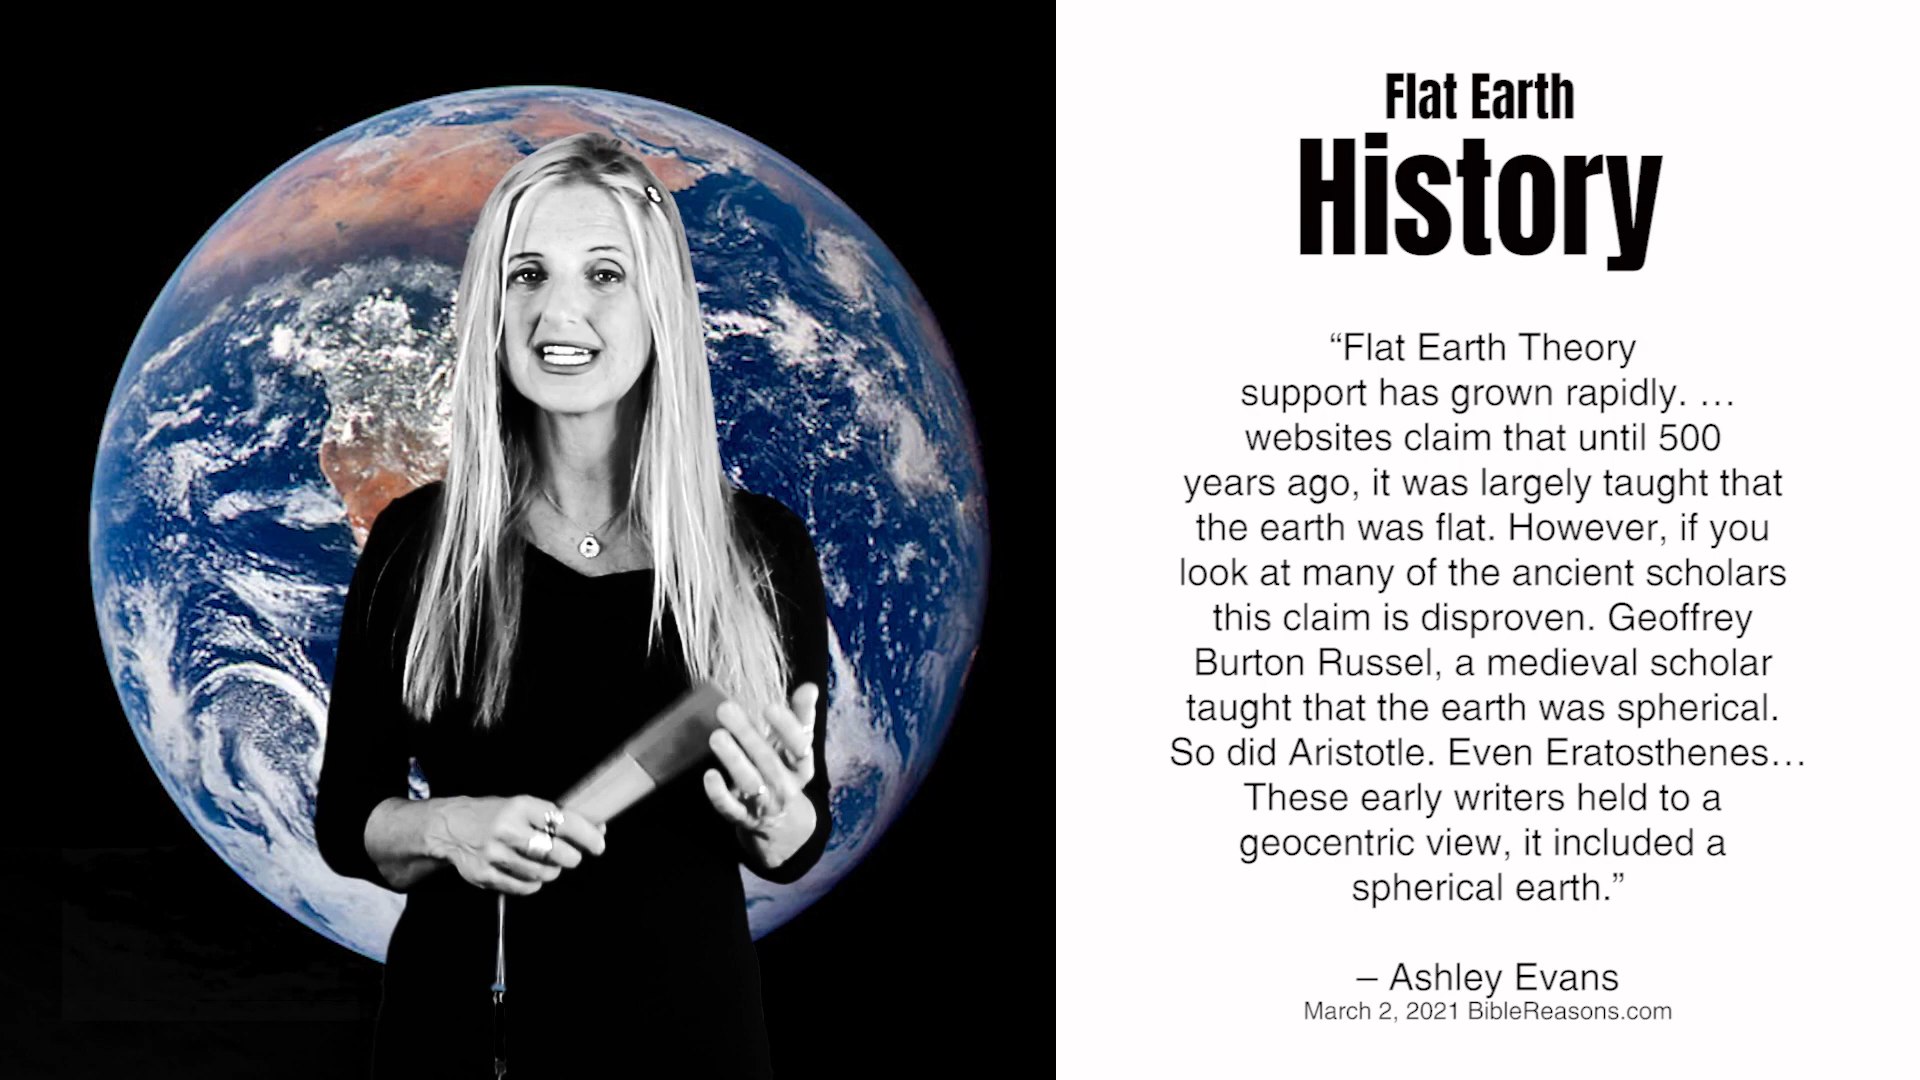 Flat Earth
History
“Flat Earth Theory
support has grown rapidly. …
websites claim that until 500
years ago, it was largely taught that
the earth was flat. However, if you
look at many of the ancient scholars
this claim is disproven. Geoffrey
Burton Russel, a medieval scholar
taught that the earth was spherical.
So did Aristotle. Even Eratosthenes…
These early writers held to a
geocentric view, it included a
spherical earth.”
– Ashley Evans
March 2, 2021 BibleReasons.com